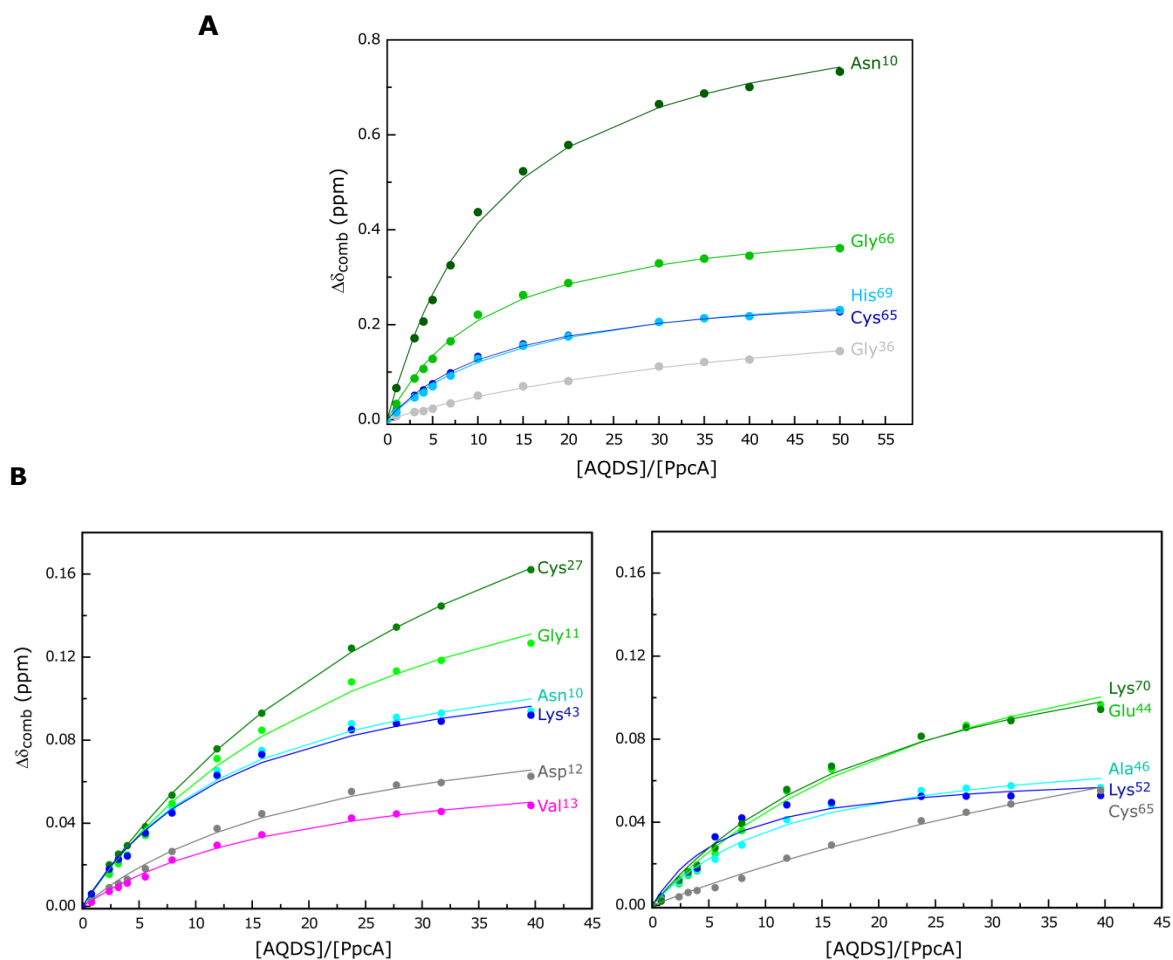 A
0.8
0.6
0.4
0.2
0.0
Δδcomb (ppm)
Asn10
Gly66
His69
Cys65
Gly36
0 5 10 15 20 25 30 35 40 45 50 55
[AQDS]/[PpcA]
B
0.16
0.12
0.08
0.04
0.00
Δδcomb (ppm)
Cys27
Gly11
Asn10
Lys43
Asp12
Val13
0 5 10 15 20 25 30 35 40 45
[AQDS]/[PpcA]
0.16
0.12
0.08
0.04
0.00
Lys70
Glu44
Ala46
Lys52
Cys65
0 5 10 15 20 25 30 35 40 45
[AQDS]/[PpcA]